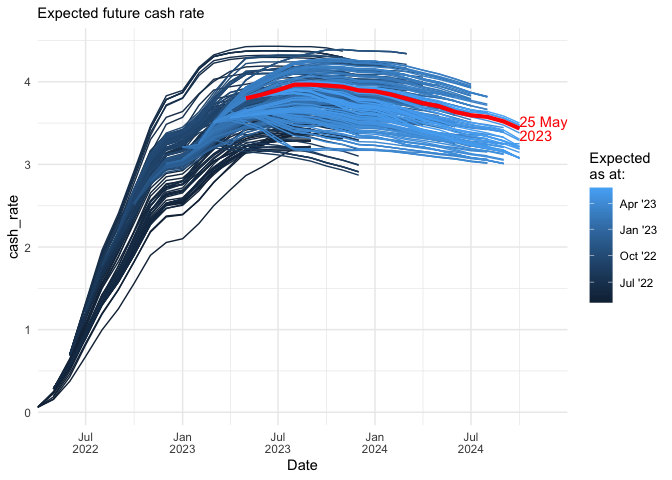 Expected future cash rate
cash_rate
4
3
2
1
0
Jul
2022
Jan
2023
Jul
2023
Jan
2024
Jul
2024
Date
25 May
2023
Expected
as at:
Apr '23
Jan '23
Oct '22
Jul '22